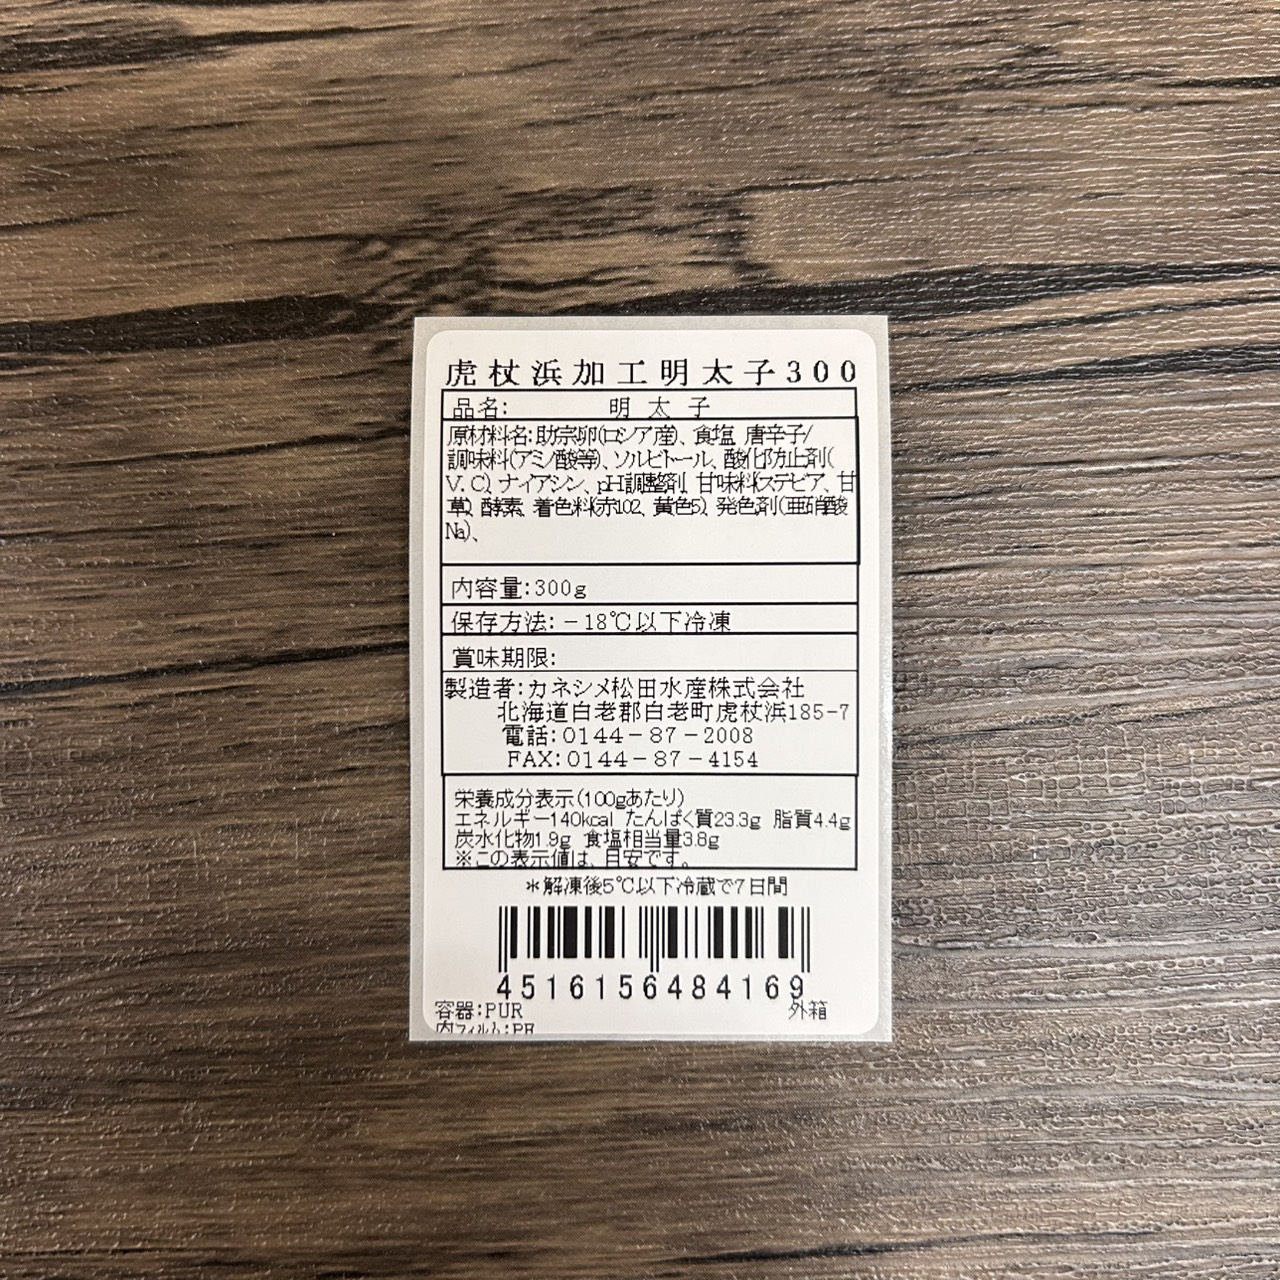 虎杖浜加工明太子300
品名: 明太子
原材料名:助宗卵(ロシア産)、食塩、唐辛子/
調味料(アミノ酸等)、ソルビトール、酸化防止剤(
V.C)、ナイアシン、pH調整剤、甘味料(ステビア、甘
草)、酵素、着色料(赤102、黄色5)、発色剤(亜硝酸
Na)、
内容量:300g
保存方法:－18℃以下冷凍
賞味期限:
製造者:カネシメ松田水産株式会社
北海道白老郡白老町虎杖浜185-7
電話:0144－87－2008
FAX:0144－87－4154
栄養成分表示(100gあたり)
エネルギー140kcal たんぱく質23.3g 脂質4.4g
炭水化物1.9g 食塩相当量3.8g
※この表示値は、目安です。
＊解凍後5℃以下冷蔵で7日間
4516156484169
容器:PUR 外箱
内フィルム:PE